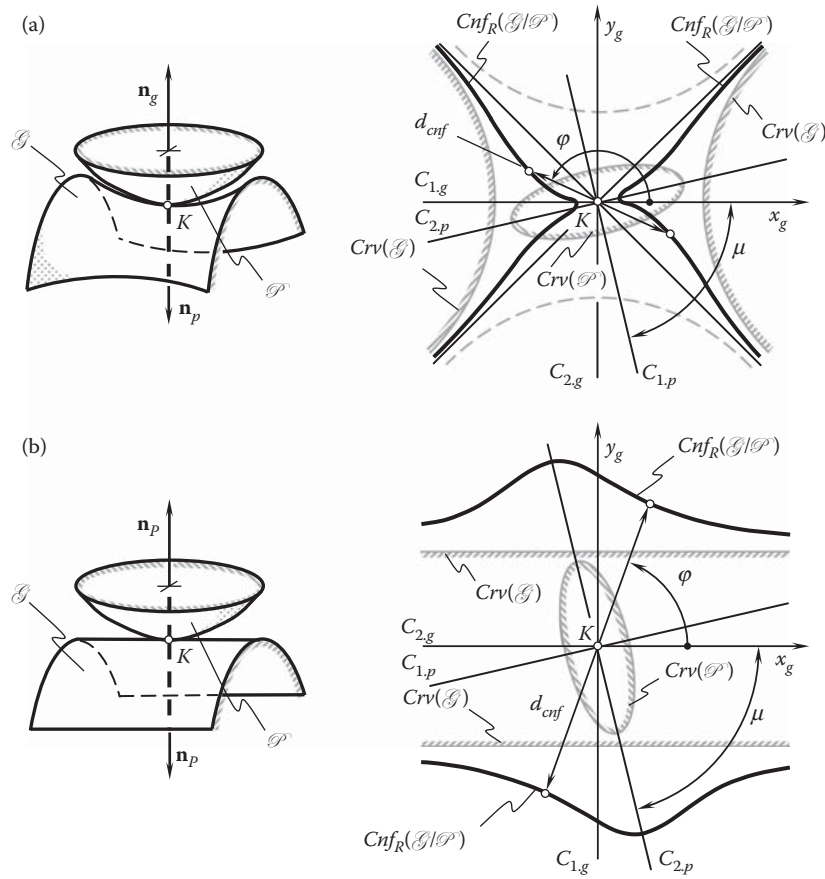 (a)
n_g
𝒢
K
𝒫
n_p
Cnf_R(𝒢/𝒫)
y_g
Cnf_R(𝒢/𝒫)
d_cnf
φ
Crv(𝒢)
C_1.g
C_2.p
K
x_g
Crv(𝒢)
Crv(𝒫)
μ
C_2.g
C_1.p
(b)
n_P
𝒢
K
𝒫
n_P
y_g
Cnf_R(𝒢/𝒫)
Crv(𝒢)
φ
C_2.g
K
C_1.p
x_g
Crv(𝒢)
d_cnf
Crv(𝒫)
μ
Cnf_R(𝒢/𝒫)
C_1.g
C_2.p